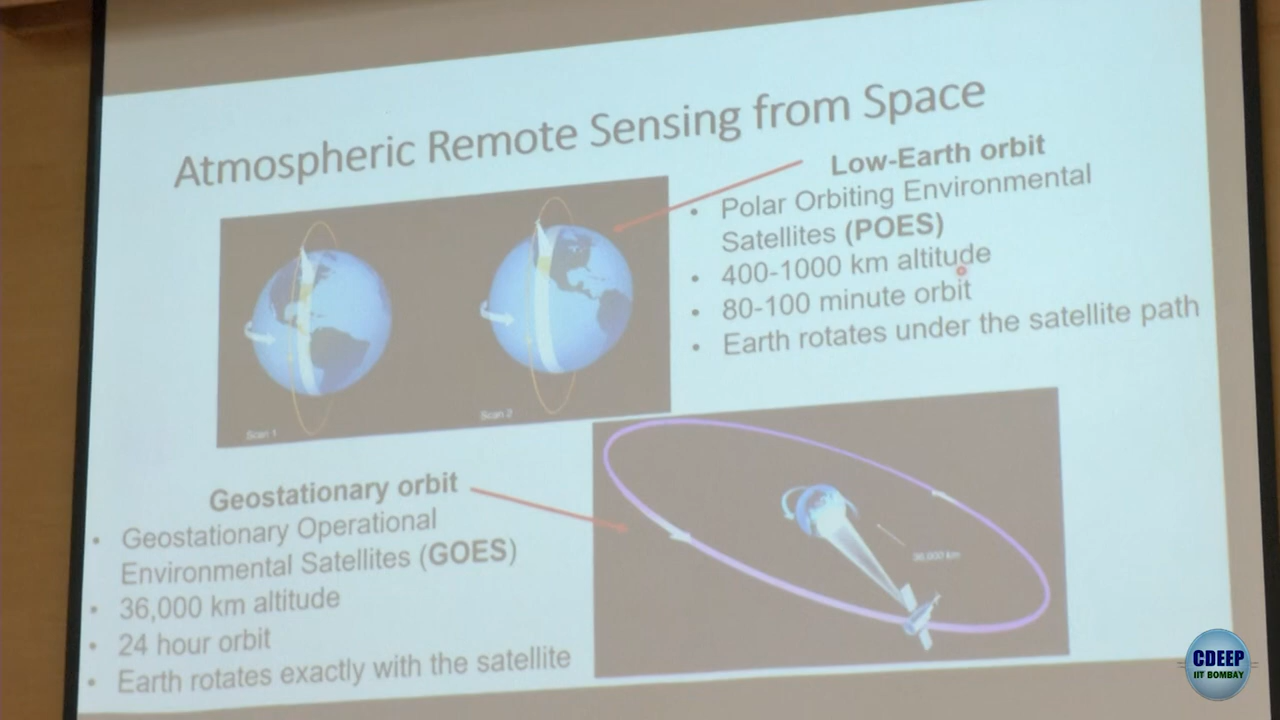 Atmospheric Remote Sensing from Space
Low-Earth orbit
• Polar Orbiting Environmental
Satellites (POES)
• 400-1000 km altitude
• 80-100 minute orbit
• Earth rotates under the satellite path
Scan 1
Scan 2
Geostationary orbit
• Geostationary Operational
Environmental Satellites (GOES)
• 36,000 km altitude
• 24 hour orbit
• Earth rotates exactly with the satellite
36,000 km
CDEEP
IIT BOMBAY